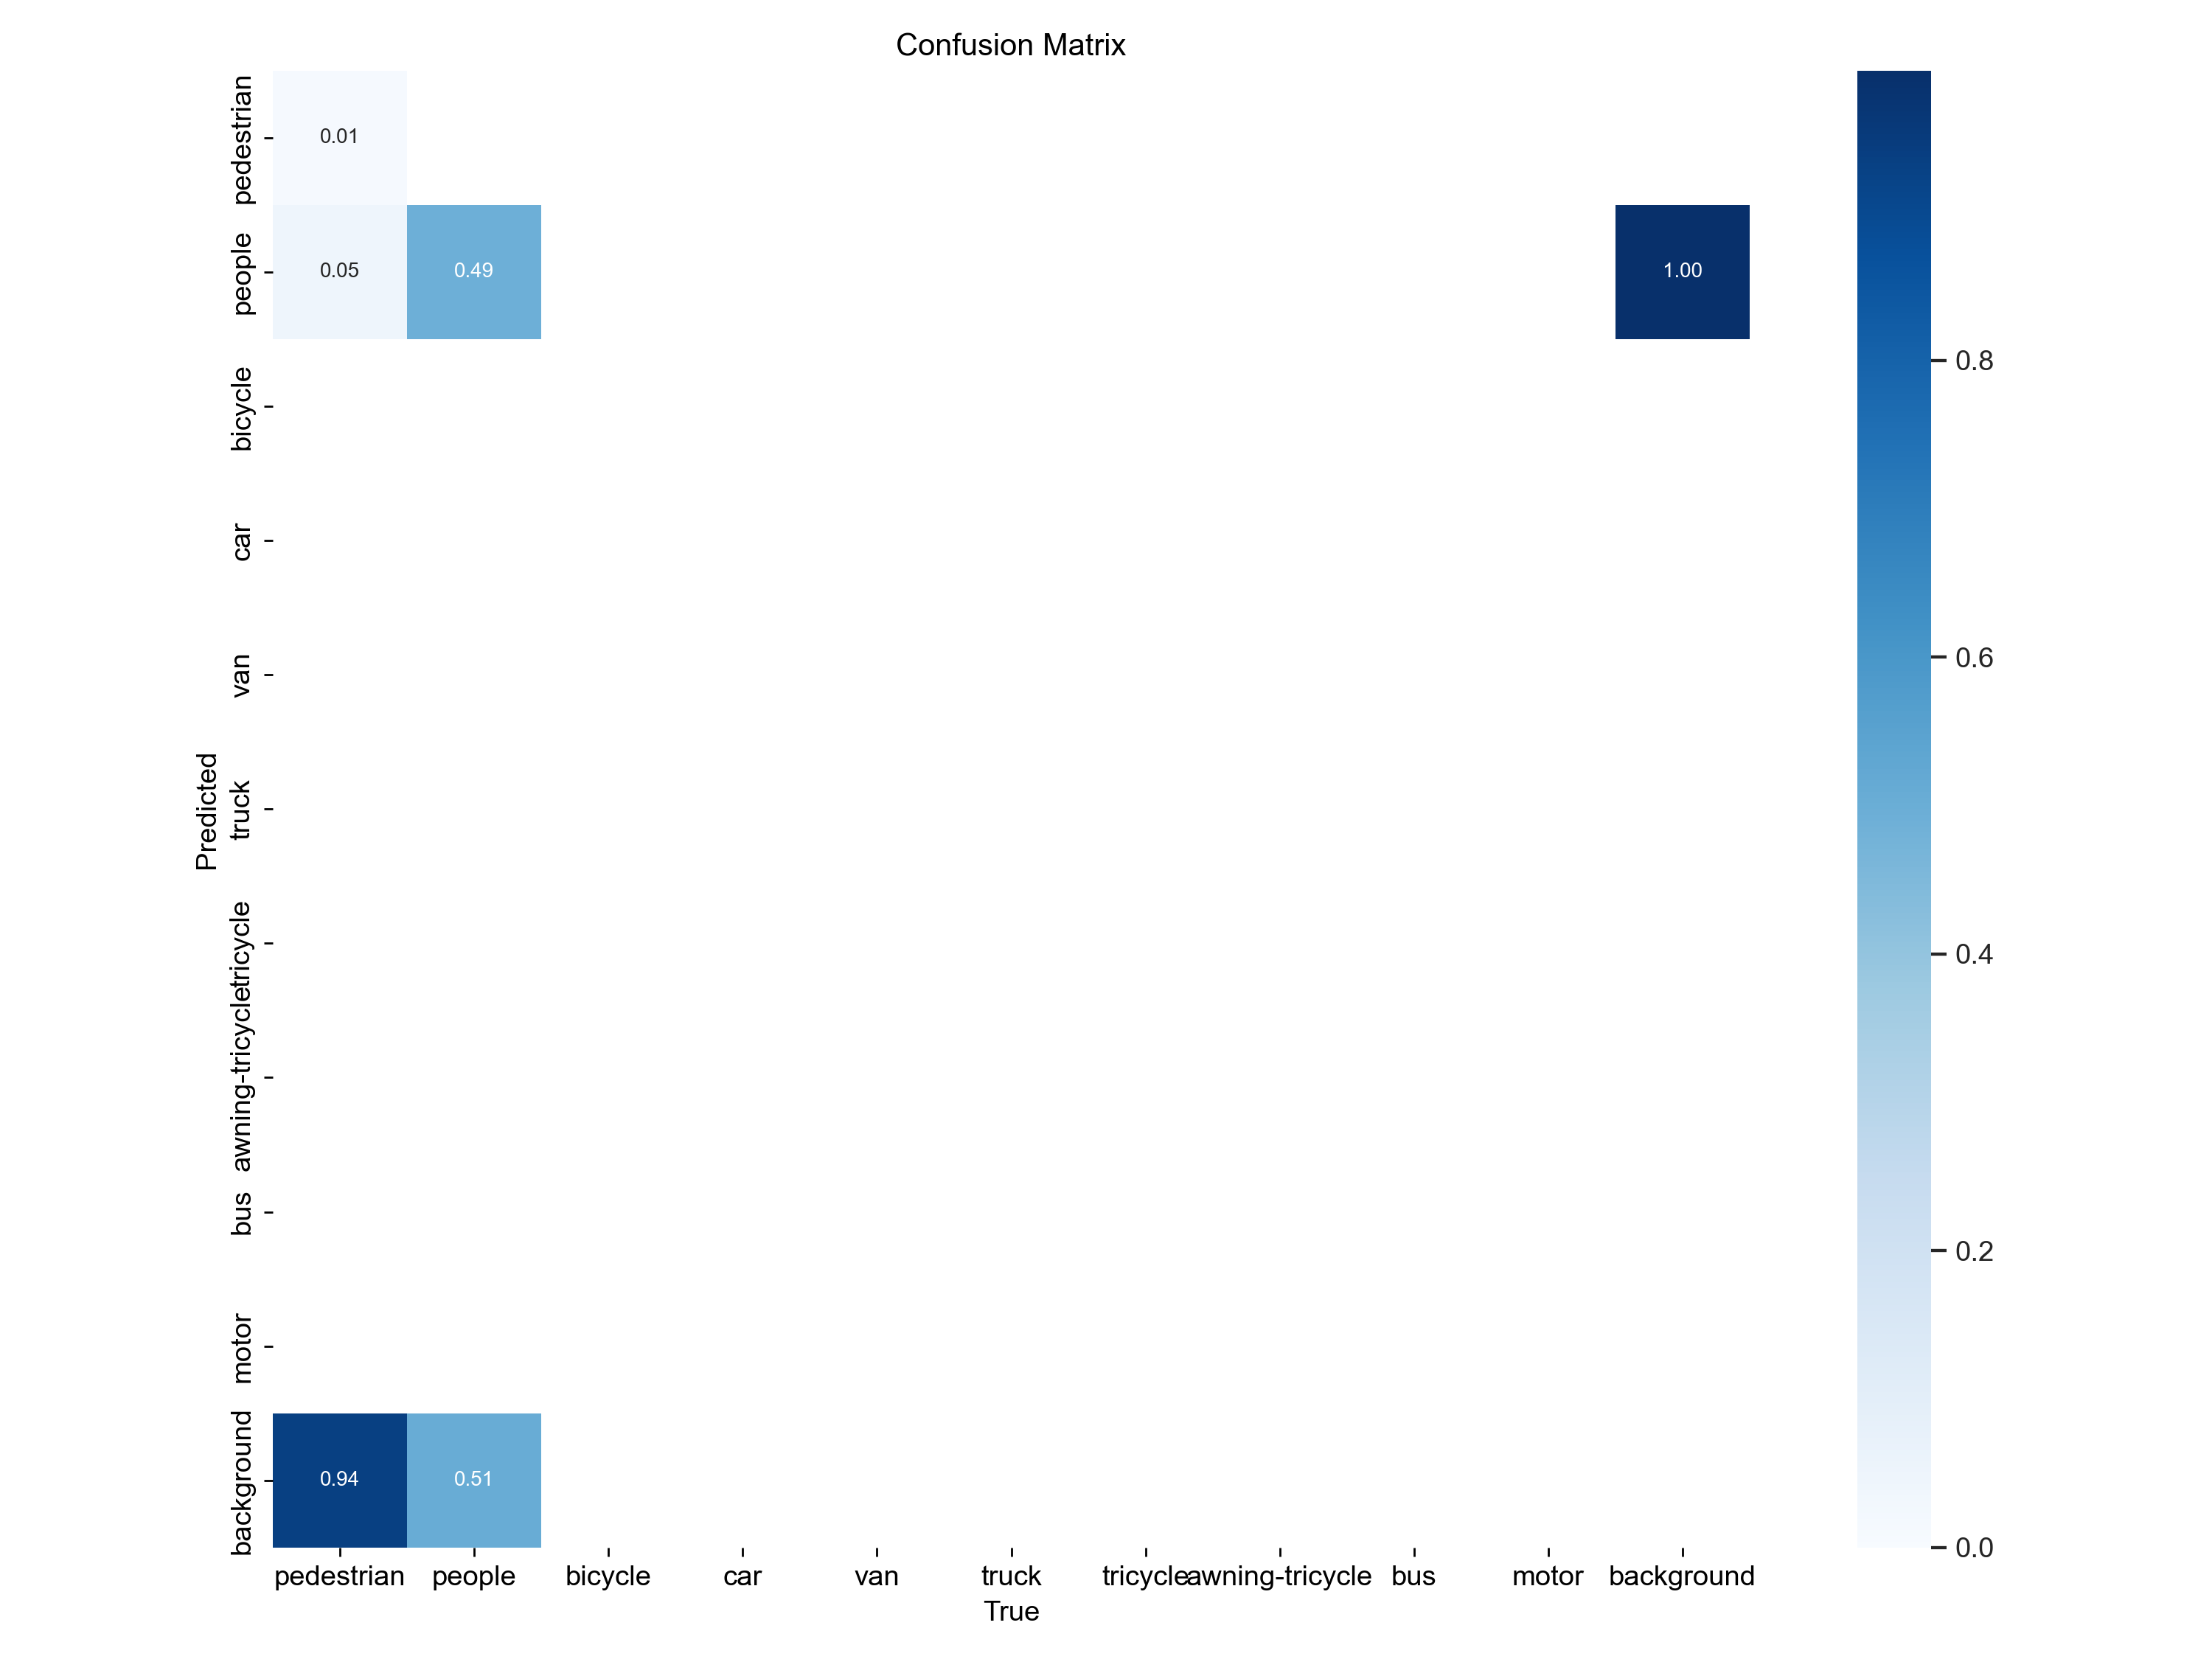 Confusion Matrix
pedestrian
0.01
people
0.05 0.49 1.00
bicycle
0.8
car
van
0.6
Predicted
truck
tricycle
0.4
awning-tricycle
bus
0.2
motor
background
0.94 0.51
0.0
pedestrian people bicycle car van truck tricycle awning-tricycle bus motor background
True